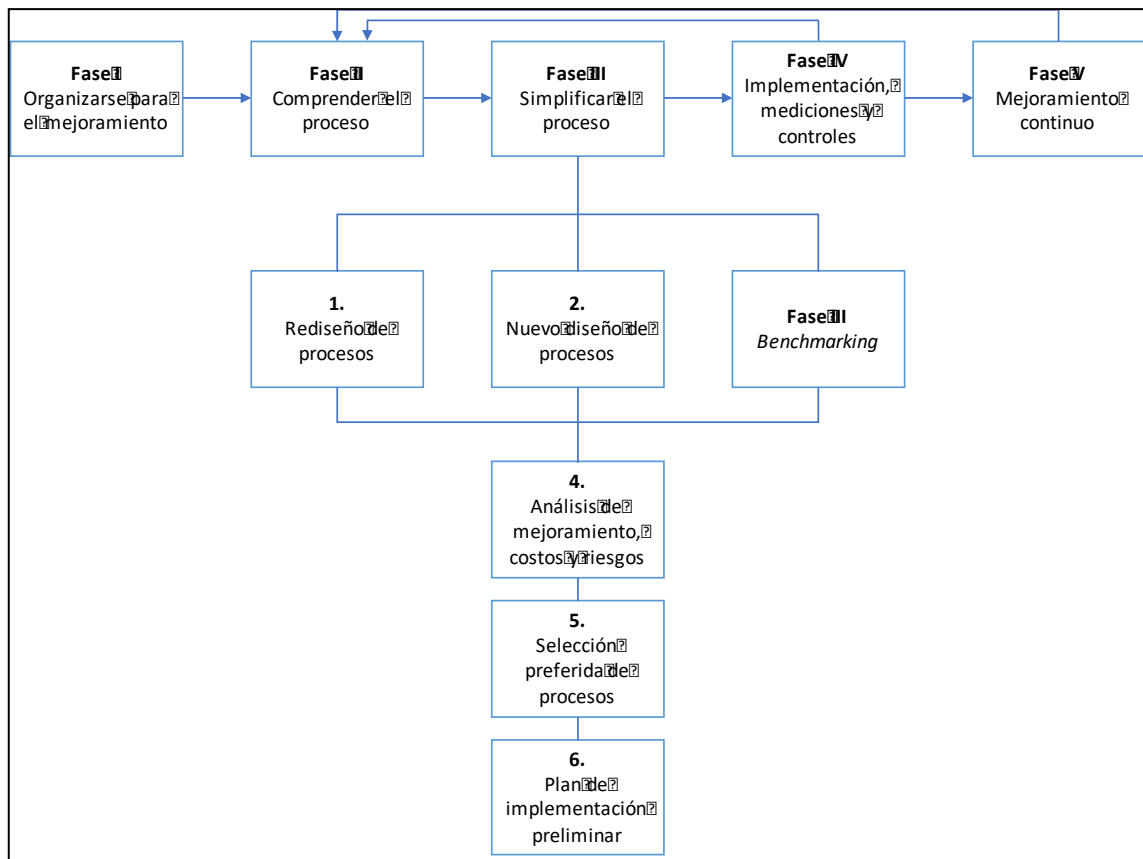 Fase I
Organizarse para
el mejoramiento
Fase II
Comprender el
proceso
Fase III
Simplificar el
proceso
Fase IV
Implementación,
mediciones y
controles
Fase V
Mejoramiento
continuo
1.
Rediseño de
procesos
2.
Nuevo diseño de
procesos
Fase III
Benchmarking
4.
Análisis de
mejoramiento,
costos y riesgos
5.
Selección
preferida de
procesos
6.
Plan de
implementación
preliminar